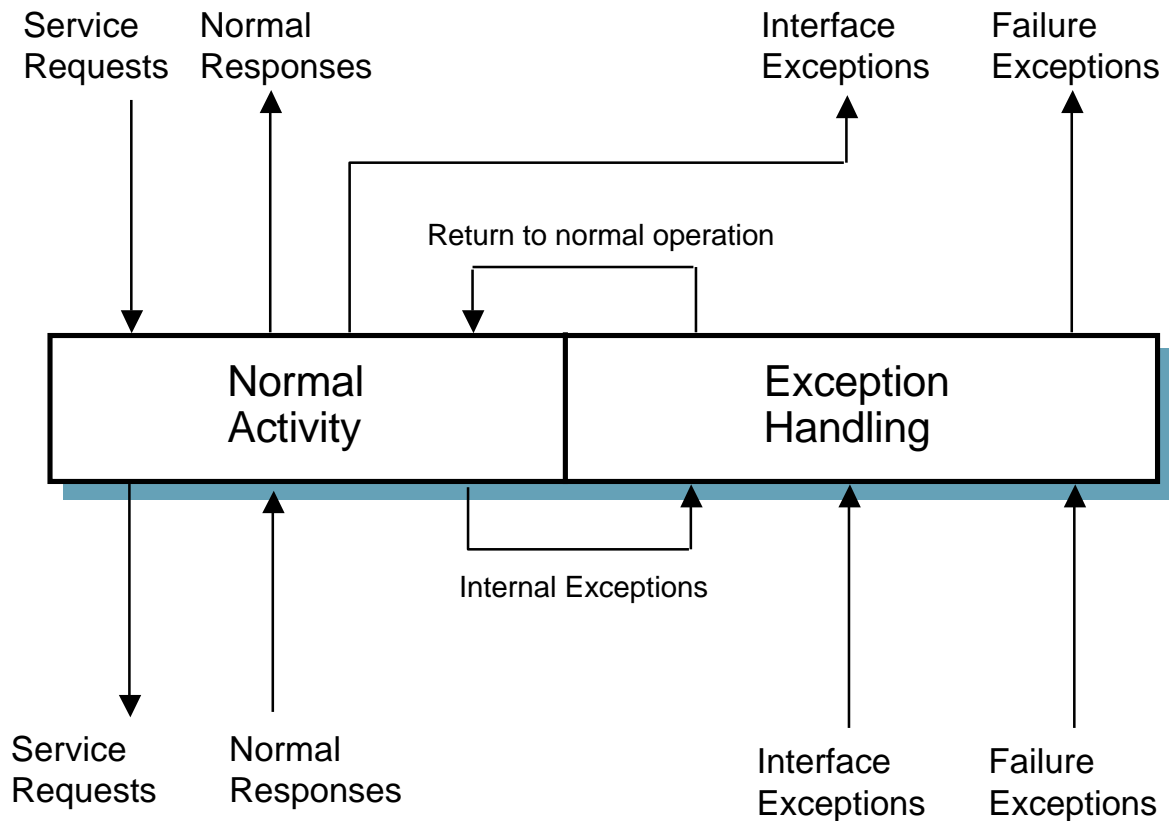 Service
Requests
Normal
Responses
Interface
Exceptions
Failure
Exceptions
Return to normal operation
Normal
Activity
Exception
Handling
Internal Exceptions
Service
Requests
Normal
Responses
Interface
Exceptions
Failure
Exceptions